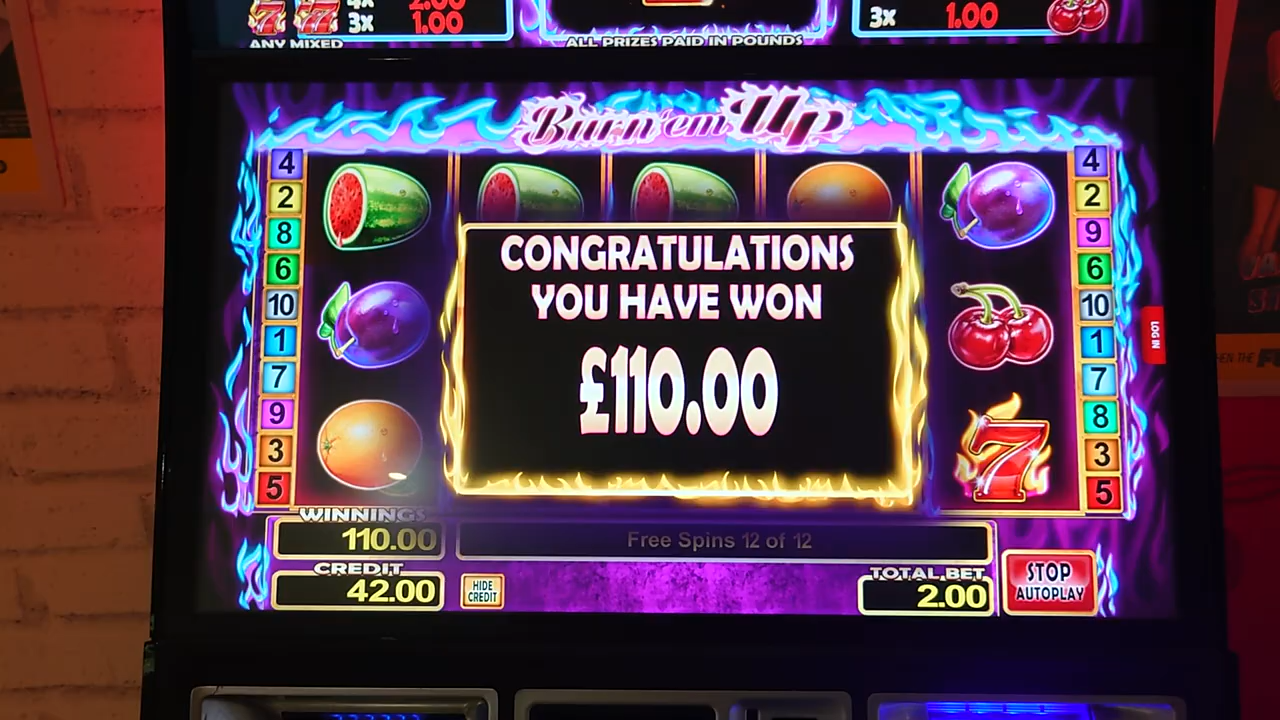 4x 2.00
3x 1.00
3x 1.00
ANY MIXED
ALL PRIZES PAID IN POUNDS
Burn'em Up
4
2
8
6
10
1
7
9
3
5
CONGRATULATIONS
YOU HAVE WON
£110.00
7
4
2
9
6
10
1
7
8
3
5
LOG IN
WINNINGS
110.00
Free Spins 12 of 12
CREDIT
42.00
HIDE
CREDIT
TOTAL BET
2.00
STOP
AUTOPLAY